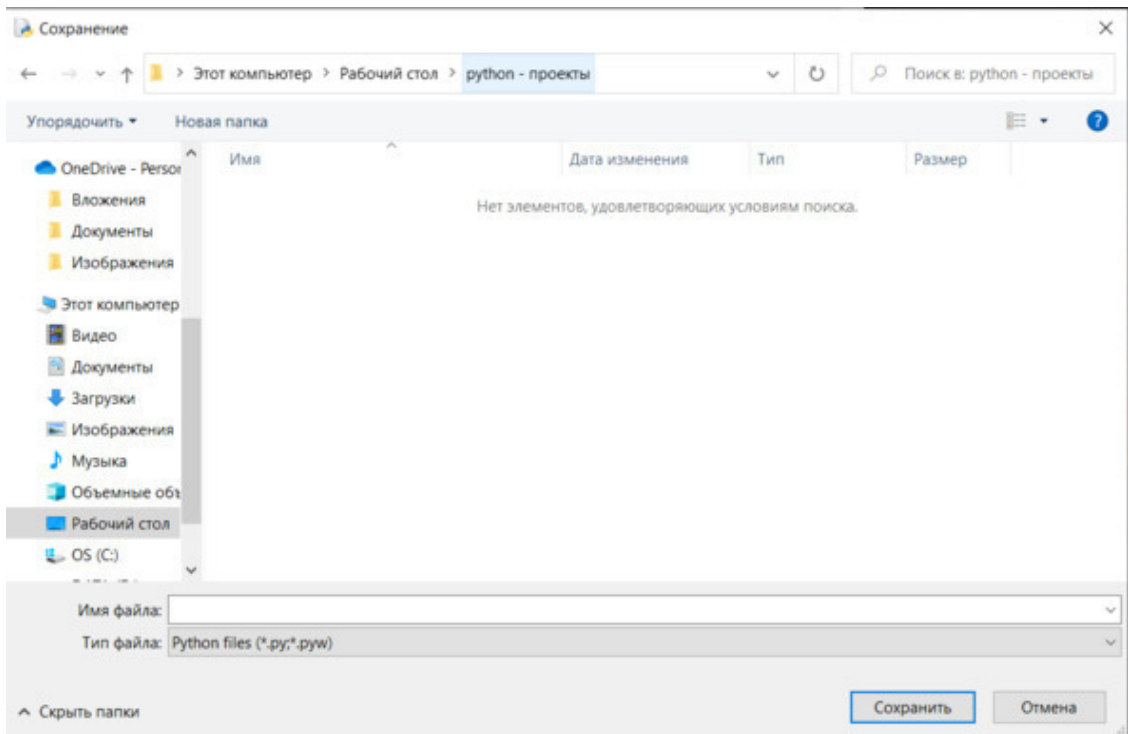 Сохранение
Этот компьютер > Рабочий стол > python - проекты
Поиск в: python - проекты
Упорядочить Новая папка
Имя Дата изменения Тип Размер
Нет элементов, удовлетворяющих условиям поиска.
OneDrive - Person
Вложения
Документы
Изображения
Этот компьютер
Видео
Документы
Загрузки
Изображения
Музыка
Объемные объ
Рабочий стол
OS (C:)
Имя файла:
Тип файла: Python files (*.py;*.pyw)
Скрыть папки
Сохранить Отмена